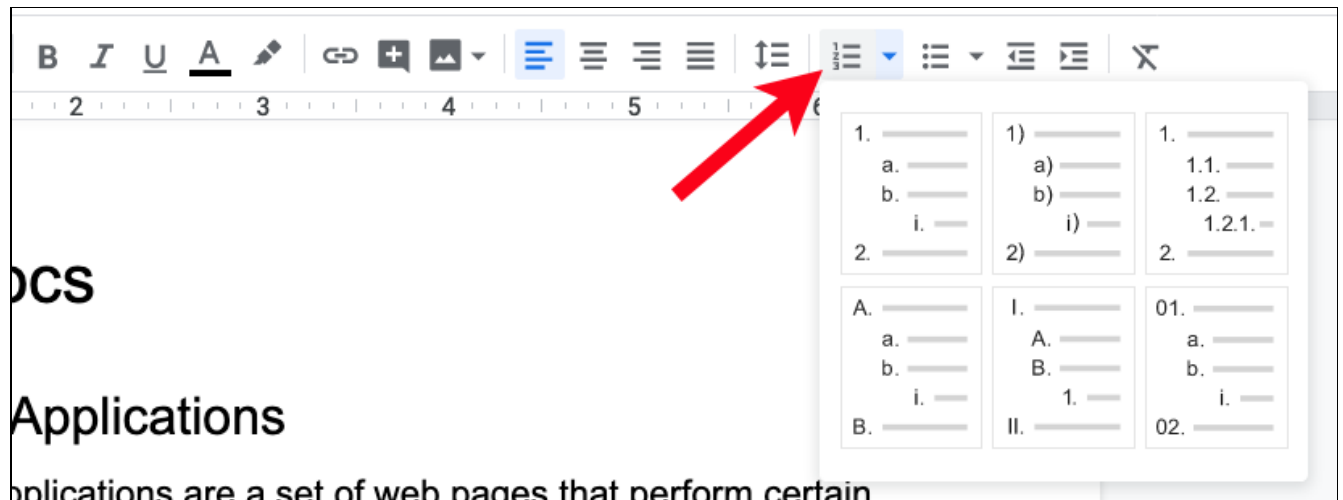 B I U A
2 3 4 5 6
1. 1) 1.
a. a) 1.1.
b. b) 1.2.
i. i) 1.2.1.
2. 2) 2.
A. I. 01.
a. A. a.
b. B. b.
i. 1. i.
B. II. 02.
ocs
Applications
pplications are a set of web pages that perform certain